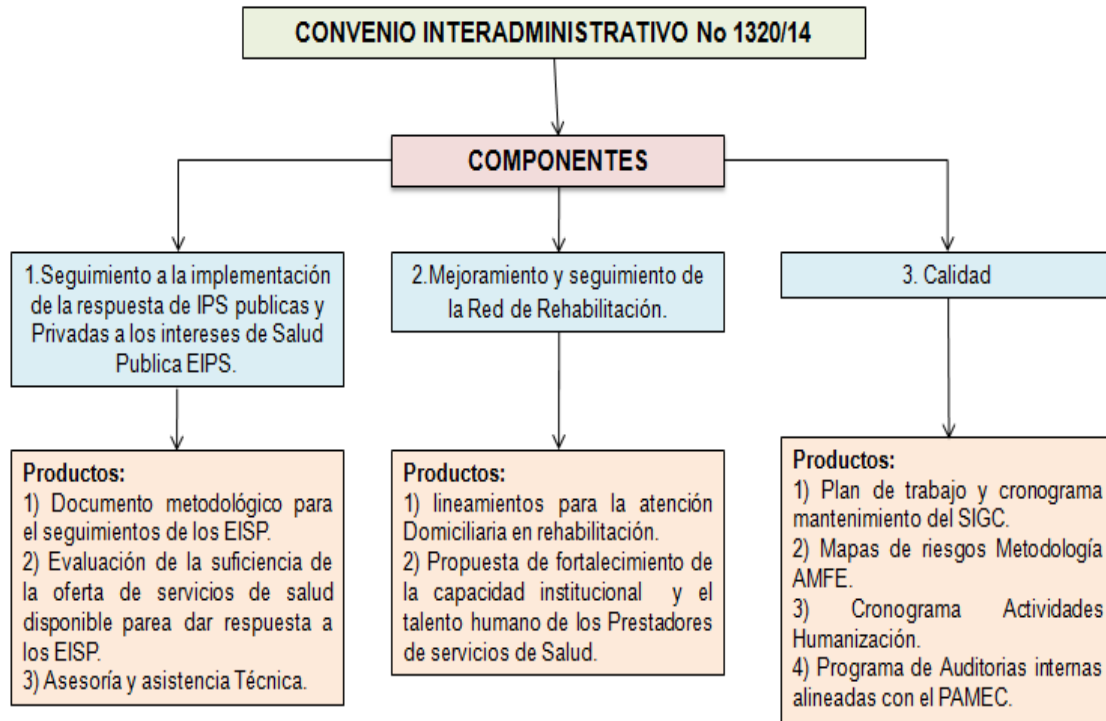 CONVENIO INTERADMINISTRATIVO No 1320/14
COMPONENTES
1.Seguimiento a la implementación
de la respuesta de IPS publicas y
Privadas a los intereses de Salud
Publica EIPS.
2.Mejoramiento y seguimiento de
la Red de Rehabilitación.
3. Calidad
Productos:
1) Documento metodológico para
el seguimientos de los EISP.
2) Evaluación de la suficiencia de
la oferta de servicios de salud
disponible parea dar respuesta a
los EISP.
3) Asesoría y asistencia Técnica.
Productos:
1) lineamientos para la atención
Domiciliaria en rehabilitación.
2) Propuesta de fortalecimiento de
la capacidad institucional y el
talento humano de los Prestadores
de servicios de Salud.
Productos:
1) Plan de trabajo y cronograma
mantenimiento del SIGC.
2) Mapas de riesgos Metodología
AMFE.
3) Cronograma Actividades
Humanización.
4) Programa de Auditorias internas
alineadas con el PAMEC.